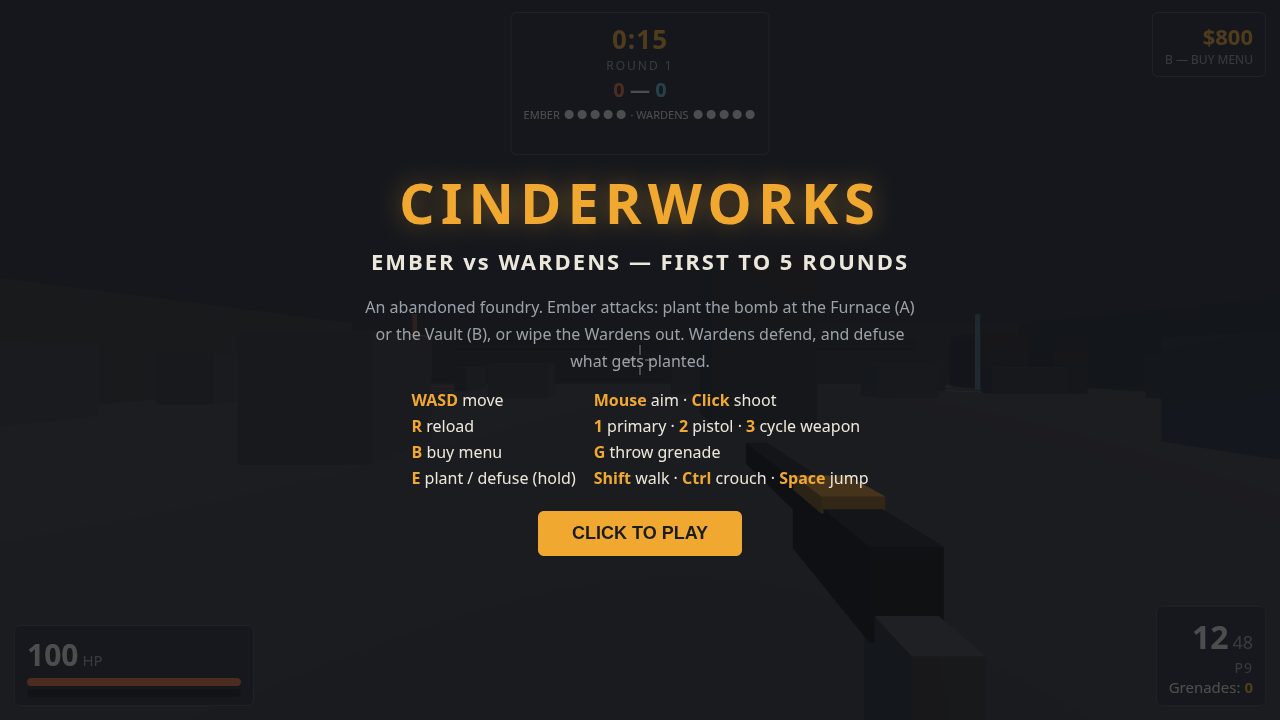 0:15
ROUND 1
0 — 0
EMBER ●●●●● · WARDENS ●●●●●
$800
B — BUY MENU
CINDERWORKS
EMBER vs WARDENS — FIRST TO 5 ROUNDS
An abandoned foundry. Ember attacks: plant the bomb at the Furnace (A)
or the Vault (B), or wipe the Wardens out. Wardens defend, and defuse
what gets planted.
WASD move
Mouse aim · Click shoot
R reload
1 primary · 2 pistol · 3 cycle weapon
B buy menu
G throw grenade
E plant / defuse (hold)
Shift walk · Ctrl crouch · Space jump
CLICK TO PLAY
100 HP
12 48
P9
Grenades: 0